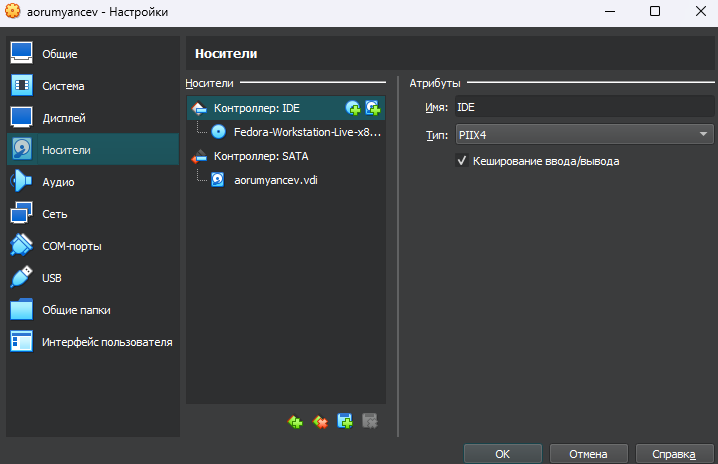 aorumyancev - Настройки
Общие
Система
Дисплей
Носители
Аудио
Сеть
COM-порты
USB
Общие папки
Интерфейс пользователя
Носители
Носители
Контроллер: IDE
Fedora-Workstation-Live-x8...
Контроллер: SATA
aorumyancev.vdi
Атрибуты
Имя: IDE
Тип: PIIX4
Кеширование ввода/вывода
OK Отмена Справка